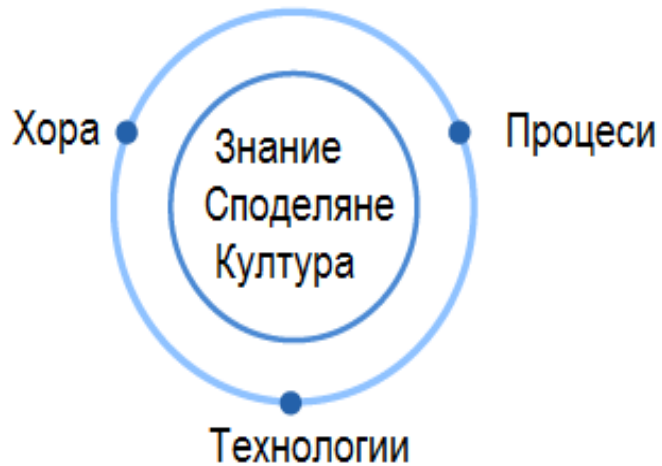 Хора
Процеси
Знание
Споделяне
Култура
Технологии